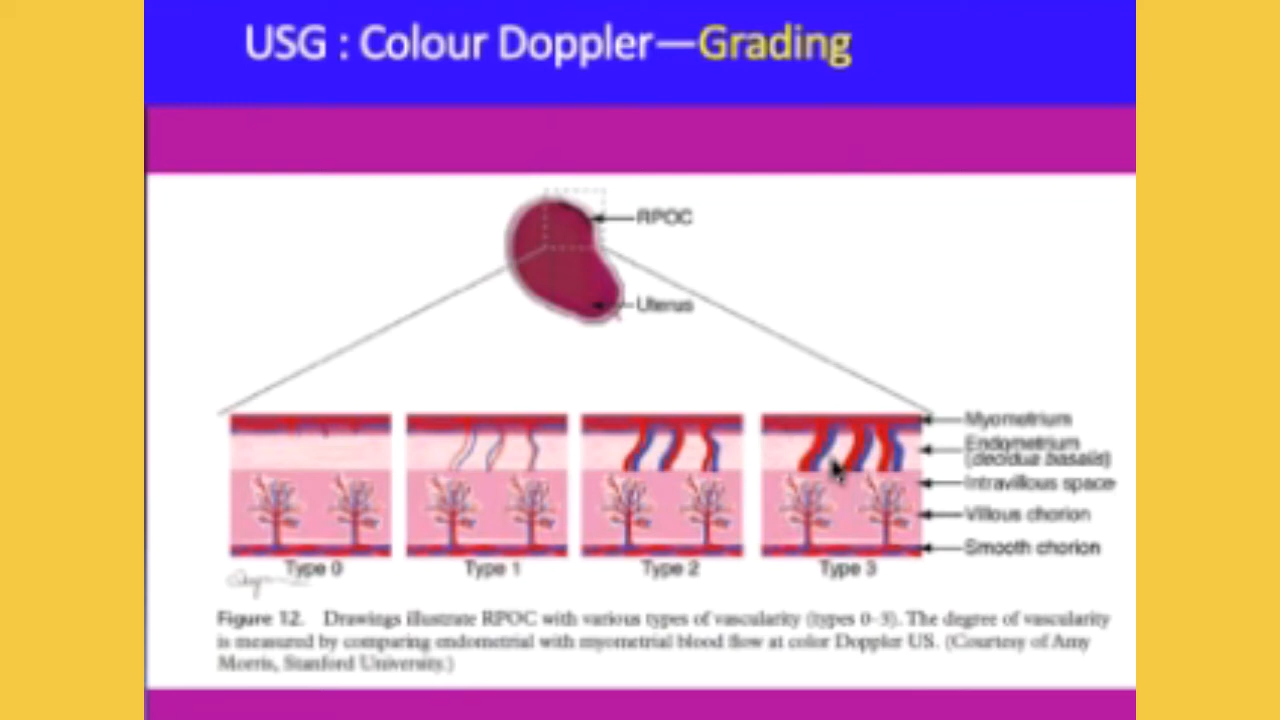 USG : Colour Doppler—Grading
RPOC
Uterus
Myometrium
Endometrium
(decidua basalis)
Intravillous space
Villous chorion
Smooth chorion
Type 0 Type 1 Type 2 Type 3
Figure 12. Drawings illustrate RPOC with various types of vascularity (types 0–3). The degree of vascularity
is measured by comparing endometrial with myometrial blood flow at color Doppler US. (Courtesy of Amy
Morris, Stanford University.)